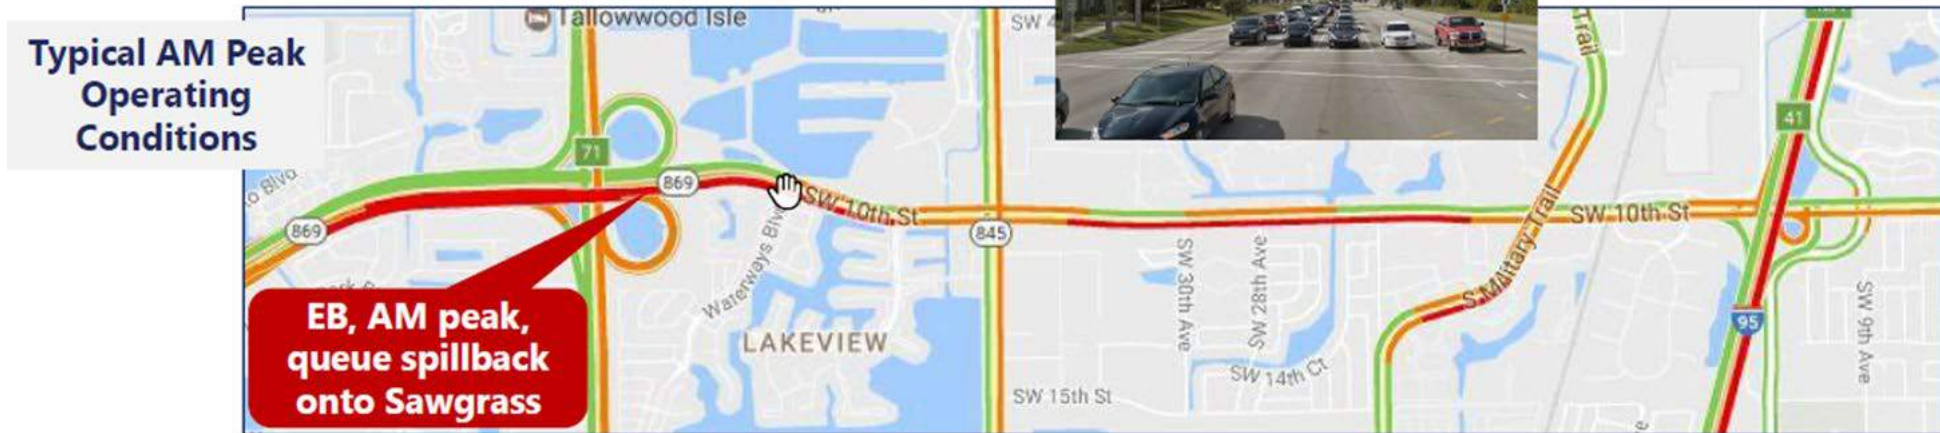 Typical AM Peak
Operating
Conditions
Tallowwood Isle
SW 4
Trail
71
41
869
SW 10th St
SW 10th St
869
845
Waterways Blv
SW 30th Ave
SW 28th Ave
S Military Trail
SW 9th Ave
95
EB, AM peak,
queue spillback
onto Sawgrass
LAKEVIEW
SW 14th Ct
SW 15th St